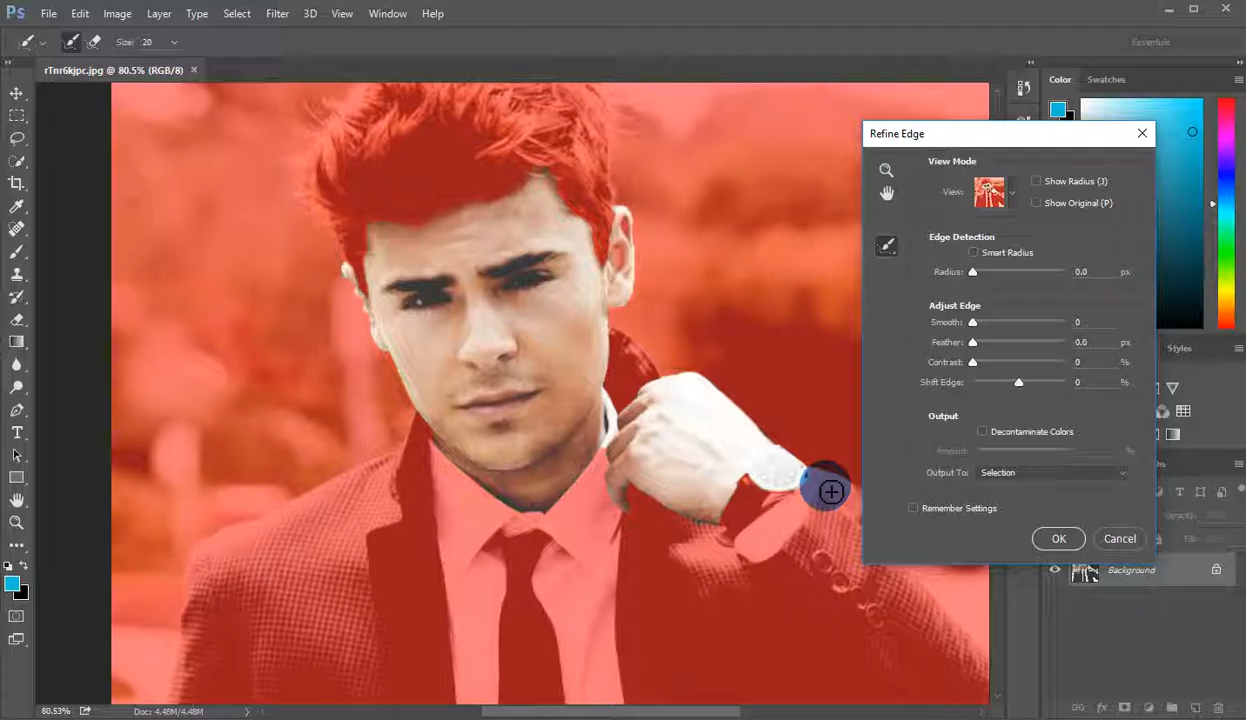 Ps File Edit Image Layer Type Select Filter 3D View Window Help
Size: 20 Essentials
rTnr6kjpc.jpg @ 80.5% (RGB/8) ×
Color Swatches
Refine Edge
View Mode
View:
Show Radius (J)
Show Original (P)
Edge Detection
Smart Radius
Radius: 0.0 px
Adjust Edge
Smooth: 0
Feather: 0.0 px
Contrast: 0 %
Shift Edge: 0 %
Output
Decontaminate Colors
Amount: %
Output To: Selection
Remember Settings
OK Cancel
Styles
Background
80.53% Doc: 4.48M/4.48M